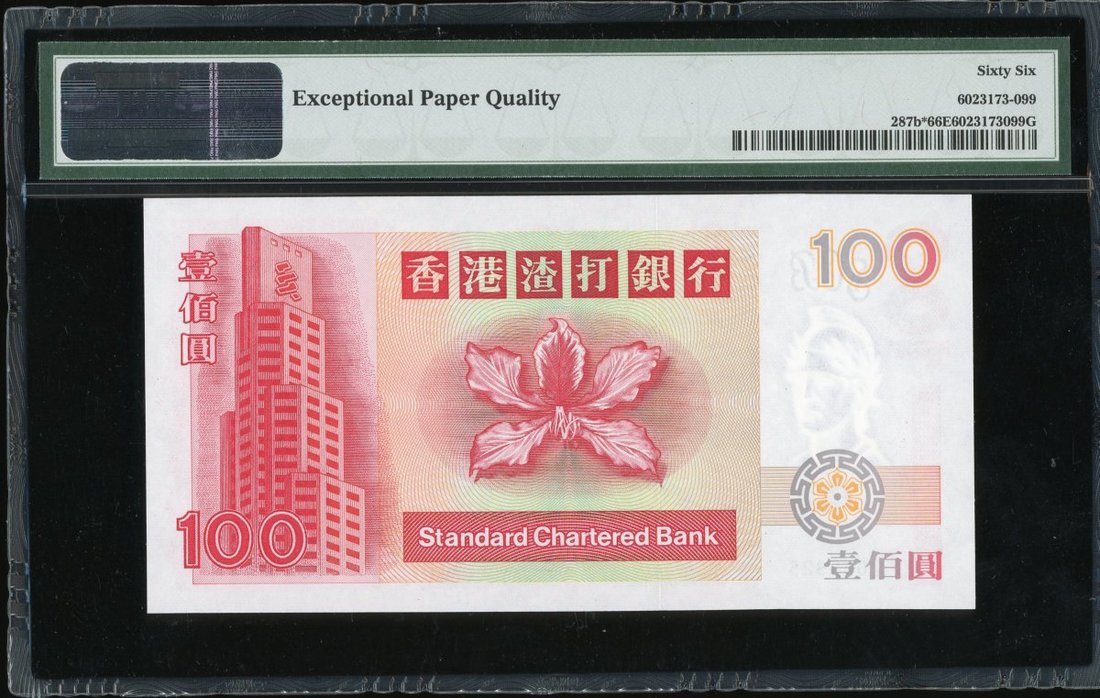 Exceptional Paper Quality
Sixty Six
6023173-099
287b*66E6023173099G
壹佰圓
香港渣打銀行
100
100
Standard Chartered Bank
壹佰圓